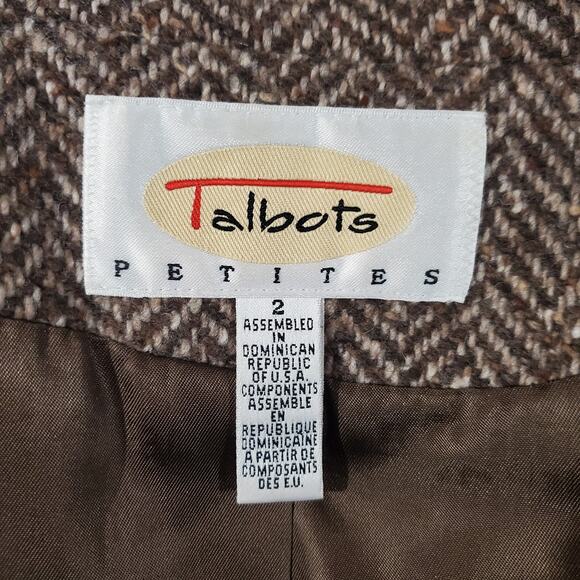 Talbots
PETITES
2
ASSEMBLED
IN
DOMINICAN
REPUBLIC
OF U.S.A.
COMPONENTS
ASSEMBLE
EN
REPUBLIQUE
DOMINICAINE
A PARTIR DE
COMPOSANTS
DES E.U.